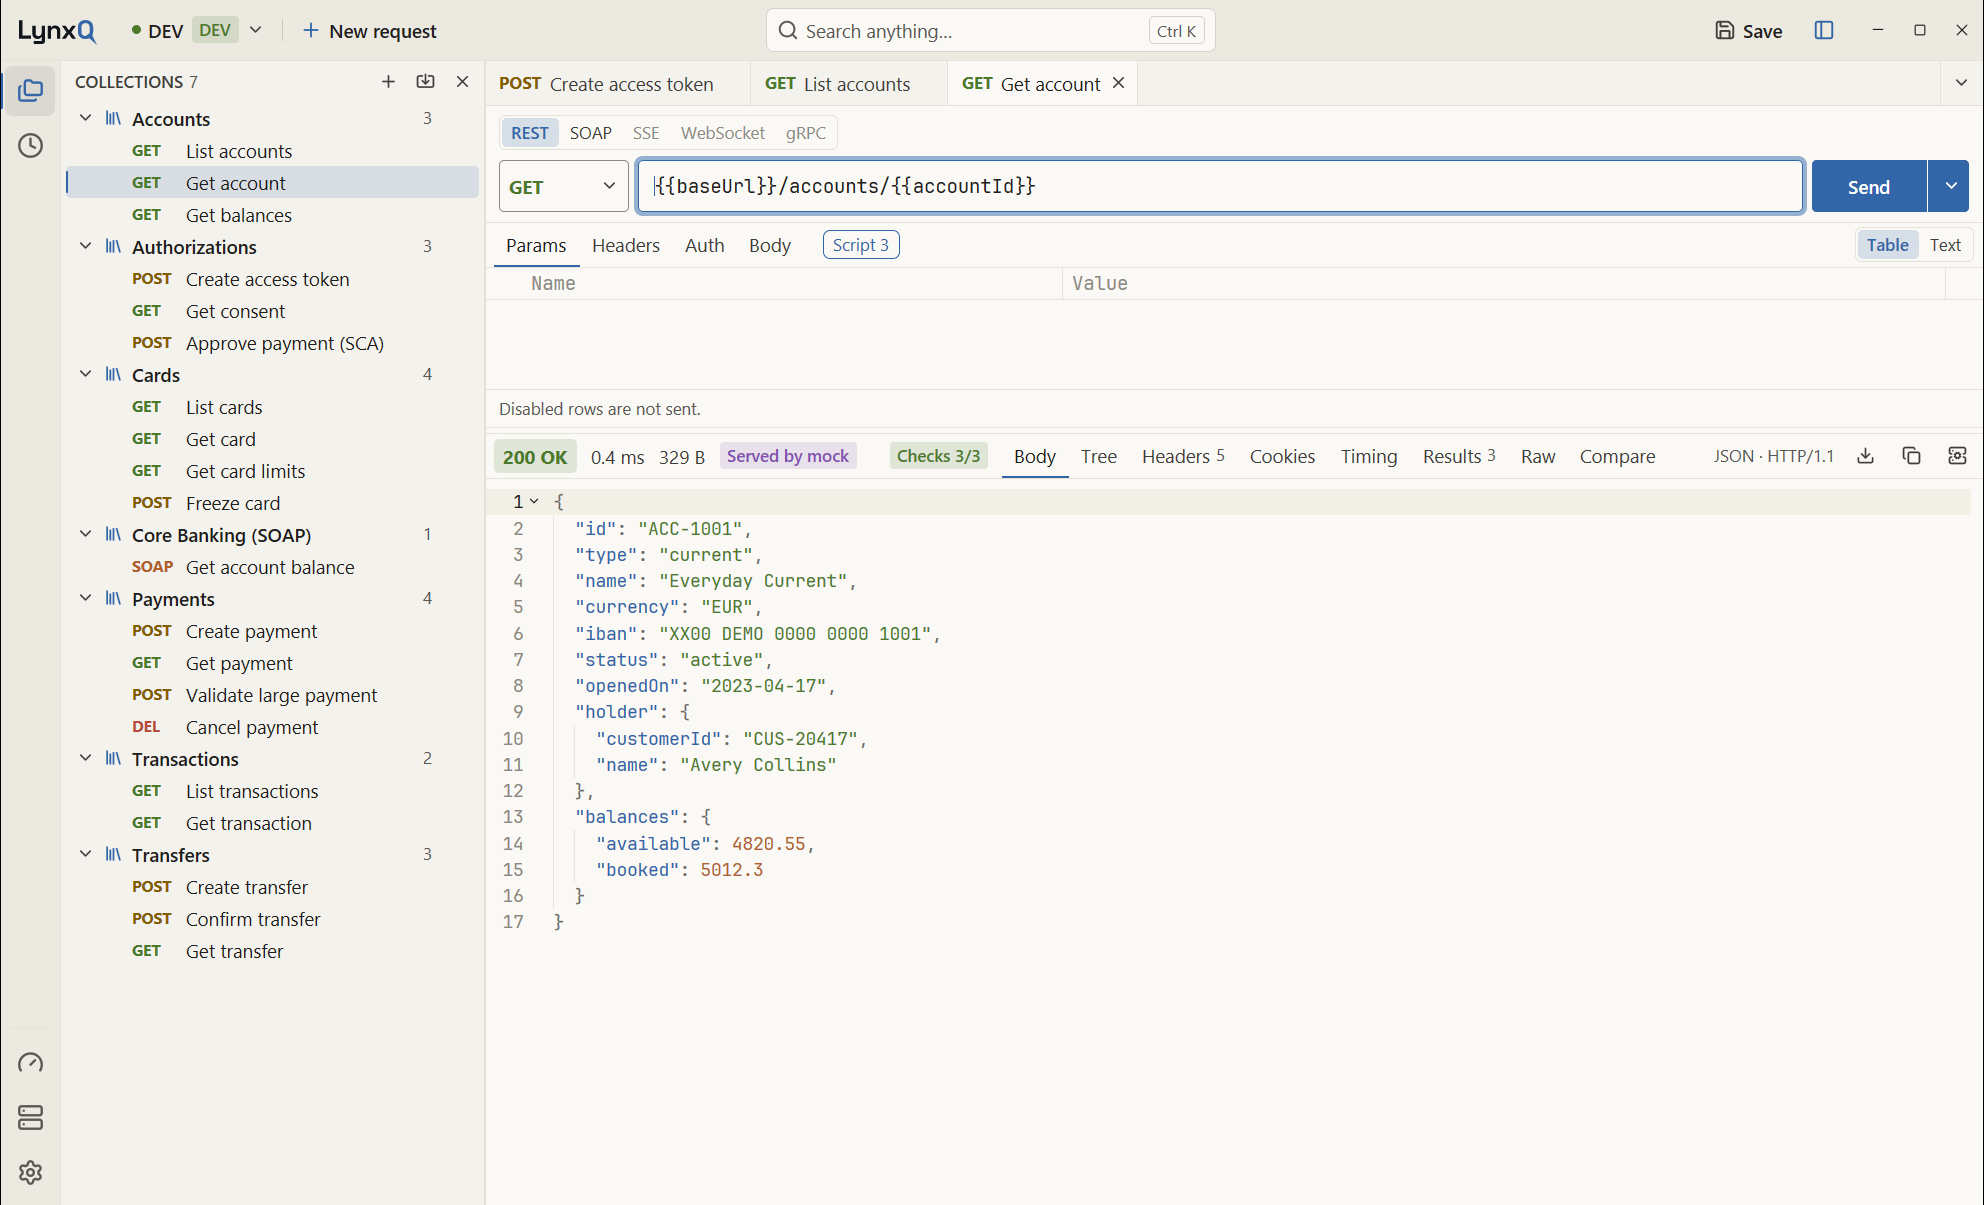 LynxQ
DEV DEV
New request
Search anything... Ctrl K
Save
COLLECTIONS 7
Accounts 3
GET List accounts
GET Get account
GET Get balances
Authorizations 3
POST Create access token
GET Get consent
POST Approve payment (SCA)
Cards 4
GET List cards
GET Get card
GET Get card limits
POST Freeze card
Core Banking (SOAP) 1
SOAP Get account balance
Payments 4
POST Create payment
GET Get payment
POST Validate large payment
DEL Cancel payment
Transactions 2
GET List transactions
GET Get transaction
Transfers 3
POST Create transfer
POST Confirm transfer
GET Get transfer
POST Create access token
GET List accounts
GET Get account
REST SOAP SSE WebSocket gRPC
GET
{{baseUrl}}/accounts/{{accountId}}
Send
Params Headers Auth Body Script 3
Table Text
Name Value
Disabled rows are not sent.
200 OK 0.4 ms 329 B Served by mock Checks 3/3 Body Tree Headers 5 Cookies Timing Results 3 Raw Compare JSON · HTTP/1.1
1 {
2 "id": "ACC-1001",
3 "type": "current",
4 "name": "Everyday Current",
5 "currency": "EUR",
6 "iban": "XX00 DEMO 0000 0000 1001",
7 "status": "active",
8 "openedOn": "2023-04-17",
9 "holder": {
10 "customerId": "CUS-20417",
11 "name": "Avery Collins"
12 },
13 "balances": {
14 "available": 4820.55,
15 "booked": 5012.3
16 }
17 }